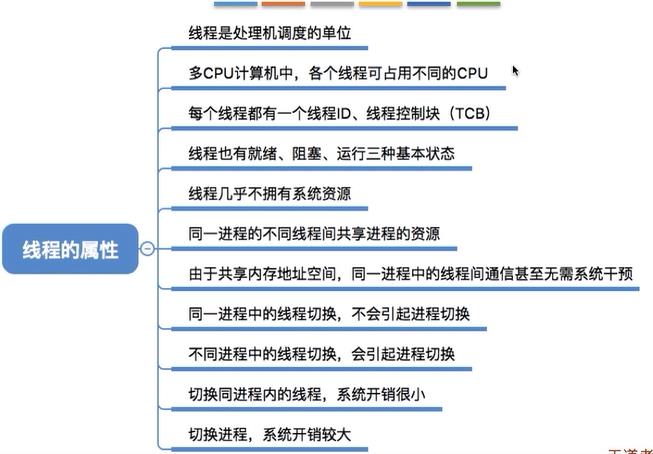 线程是处理机调度的单位
多CPU计算机中，各个线程可占用不同的CPU
每个线程都有一个线程ID、线程控制块（TCB）
线程也有就绪、阻塞、运行三种基本状态
线程几乎不拥有系统资源
线程的属性
同一进程的不同线程间共享进程的资源
由于共享内存地址空间，同一进程中的线程间通信甚至无需系统干预
同一进程中的线程切换，不会引起进程切换
不同进程中的线程切换，会引起进程切换
切换同进程内的线程，系统开销很小
切换进程，系统开销较大